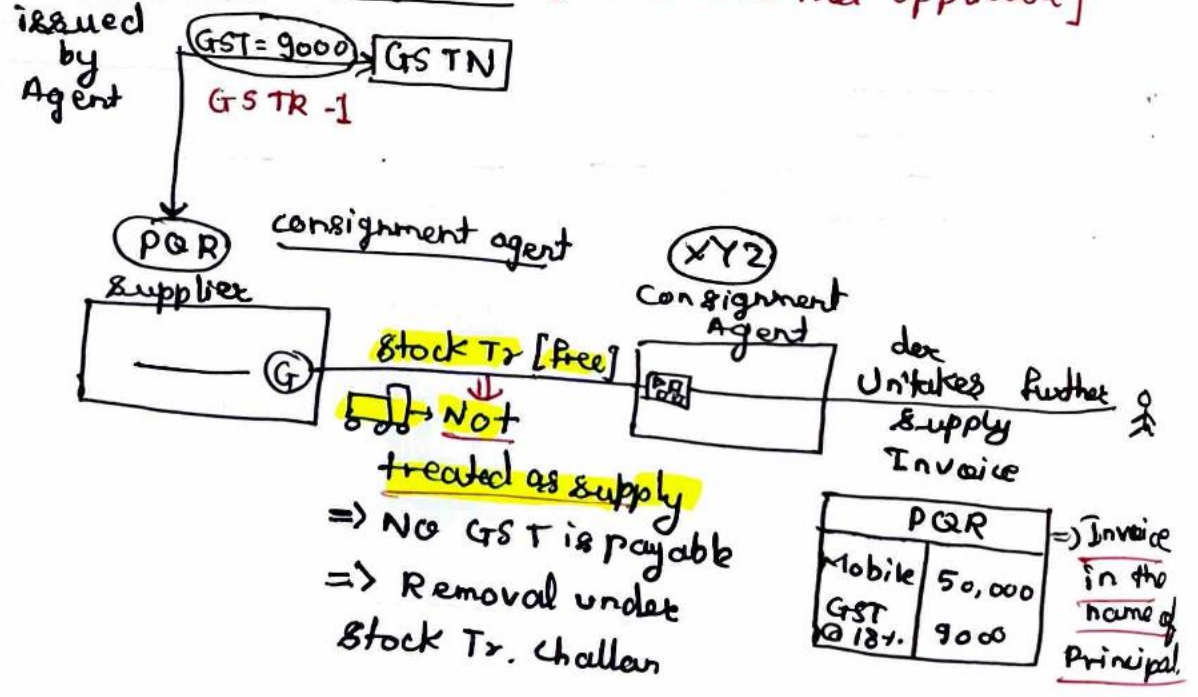 issued
by
Agent
GST = 9000
GSTN
GSTR -1
PQR
Supplier
consignment agent
XYZ
Consignment
Agent
G
Stock Tr [free]
Not
treated as supply
=> No GST is payable
=> Removal under
Stock Tr. Challan
Un'takes further
supply
Invoice
PQR
Mobile 50,000
GST
@ 18%. 9000
=> Invoice
in the
name of
Principal.